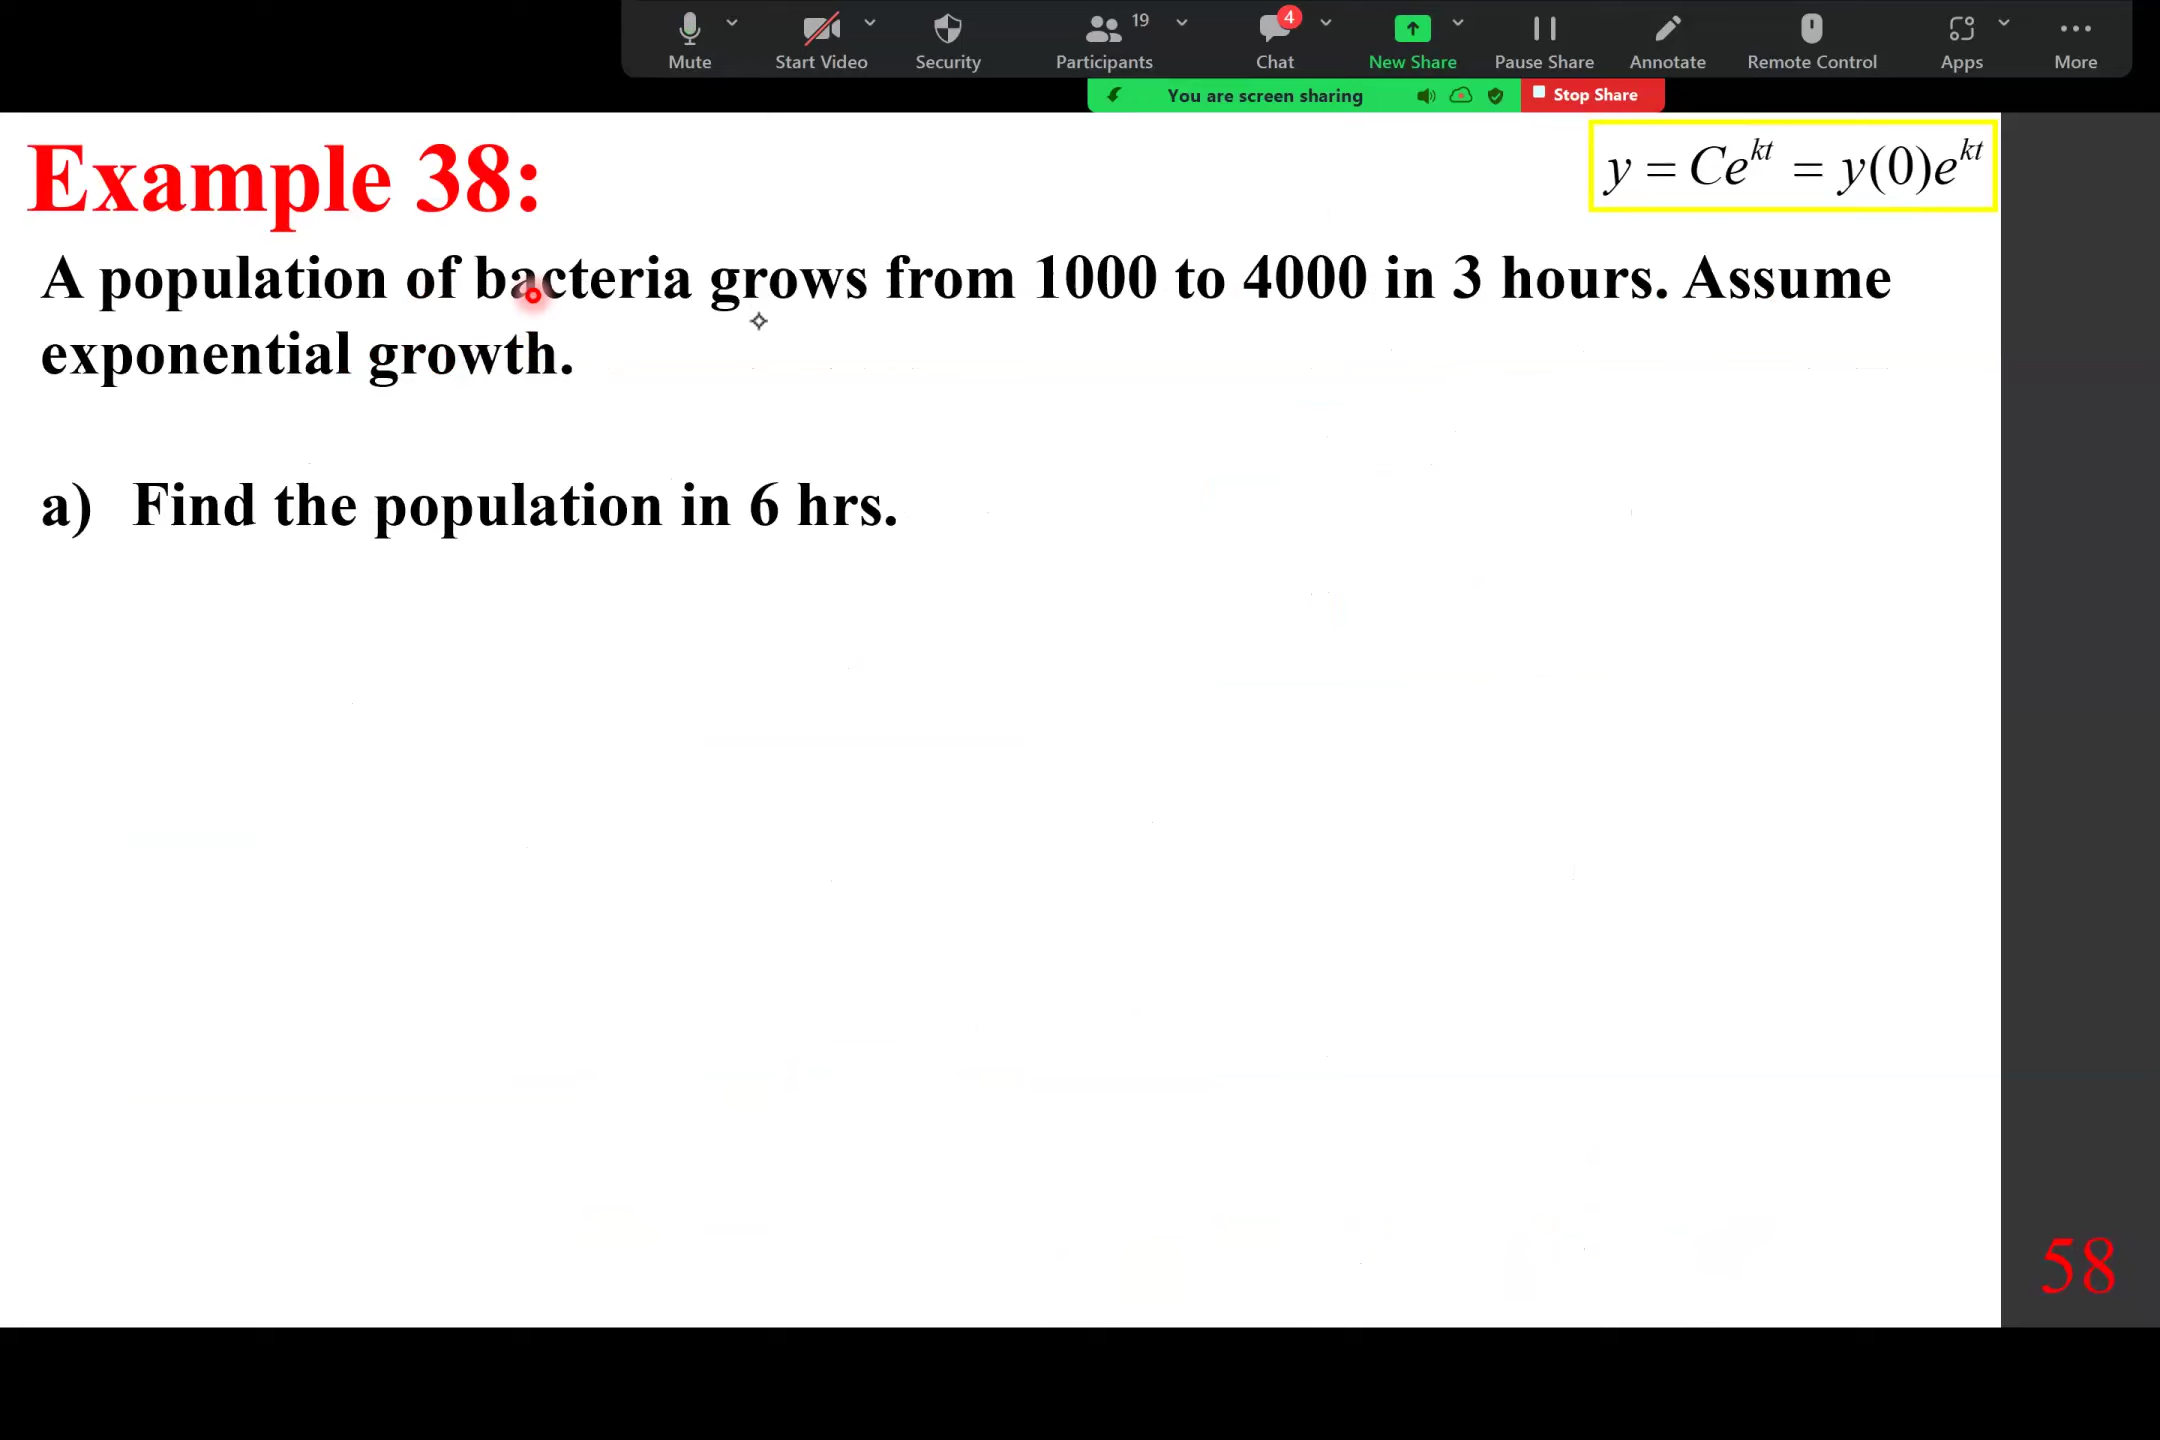 Mute
Start Video
Security
Participants
19
Chat
4
New Share
Pause Share
Annotate
Remote Control
Apps
More
You are screen sharing
Stop Share
Example 38:
y = Ce^{kt} = y(0)e^{kt}
A population of bacteria grows from 1000 to 4000 in 3 hours. Assume
exponential growth.
a) Find the population in 6 hrs.
58